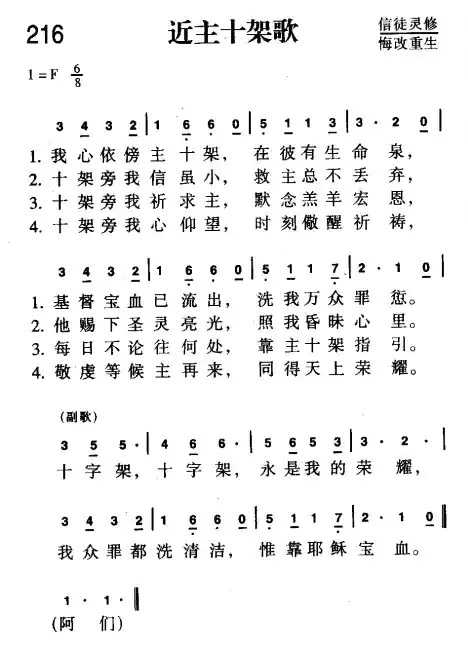 216 近主十架歌 信徒灵修
悔改重生
1=F 6/8
3 4 3 2 | 1 6 6 0 | 5 1 1 3 | 3 · 2 0 |
1. 我心依傍主十架，在彼有生命泉，
2. 十架旁我信虽小，救主总不丢弃，
3. 十架旁我祈求主，默念羔羊宏恩，
4. 十架旁我心仰望，时刻儆醒祈祷，
3 4 3 2 | 1 6 6 0 | 5 1 1 7 | 2 · 1 0 |
1. 基督宝血已流出，洗我万众罪愆。
2. 他赐下圣灵亮光，照我昏昧心里。
3. 每日不论往何处，靠主十架指引。
4. 敬虔等候主再来，同得天上荣耀。
(副歌)
3 5 5 · | 4 6 6 · | 5 6 5 3 | 3 · 2 · |
十字架，十字架，永是我的荣耀，
3 4 3 2 | 1 6 6 0 | 5 1 1 7 | 2 · 1 0 ‖
我众罪都洗清洁，惟靠耶稣宝血。
1 · 1 · ‖
(阿们)